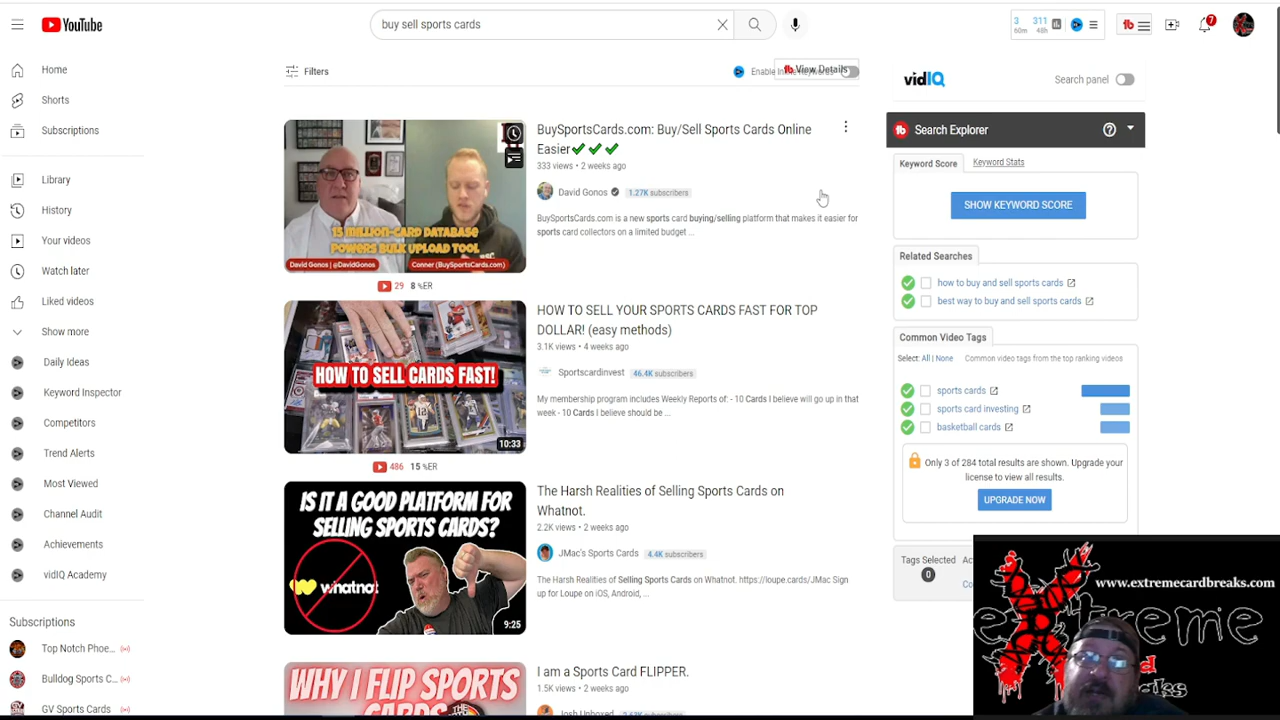 YouTube
buy sell sports cards
3 311
60m 48h
7
Home
Shorts
Subscriptions
Library
History
Your videos
Watch later
Liked videos
Show more
Daily Ideas
Keyword Inspector
Competitors
Trend Alerts
Most Viewed
Channel Audit
Achievements
vidIQ Academy
Subscriptions
Top Notch Phoe...
Bulldog Sports C...
GV Sports Cards
Filters
View Details
15 MILLION-CARD DATABASE
POWERS BULK UPLOAD TOOL
David Gonos | @DavidGonos Conner (BuySportsCards.com)
29 8 %ER
BuySportsCards.com: Buy/Sell Sports Cards Online
Easier
333 views • 2 weeks ago
David Gonos 1.27K subscribers
BuySportsCards.com is a new sports card buying/selling platform that makes it easier for
sports card collectors on a limited budget ...
HOW TO SELL CARDS FAST!
10:33
486 15 %ER
HOW TO SELL YOUR SPORTS CARDS FAST FOR TOP
DOLLAR! (easy methods)
3.1K views • 4 weeks ago
Sportscardinvest 46.4K subscribers
My membership program includes Weekly Reports of: - 10 Cards I believe will go up in that
week - 10 Cards I believe should be ...
IS IT A GOOD PLATFORM FOR
SELLING SPORTS CARDS?
whatnot
9:25
The Harsh Realities of Selling Sports Cards on
Whatnot.
2.2K views • 2 weeks ago
JMac's Sports Cards 4.4K subscribers
The Harsh Realities of Selling Sports Cards on Whatnot. https://loupe.cards/JMac Sign
up for Loupe on iOS, Android, ...
WHY I FLIP SPORTS
CARDS
I am a Sports Card FLIPPER.
1.5K views • 2 weeks ago
Josh Unboxed 2.63K subscribers
vidIQ
Search panel
Search Explorer
Keyword Score Keyword Stats
SHOW KEYWORD SCORE
Related Searches
how to buy and sell sports cards
best way to buy and sell sports cards
Common Video Tags
Select: All | None Common video tags from the top ranking videos
sports cards
sports card investing
basketball cards
Only 3 of 284 total results are shown. Upgrade your
license to view all results.
UPGRADE NOW
Tags Selected
0
www.extremecardbreaks.com